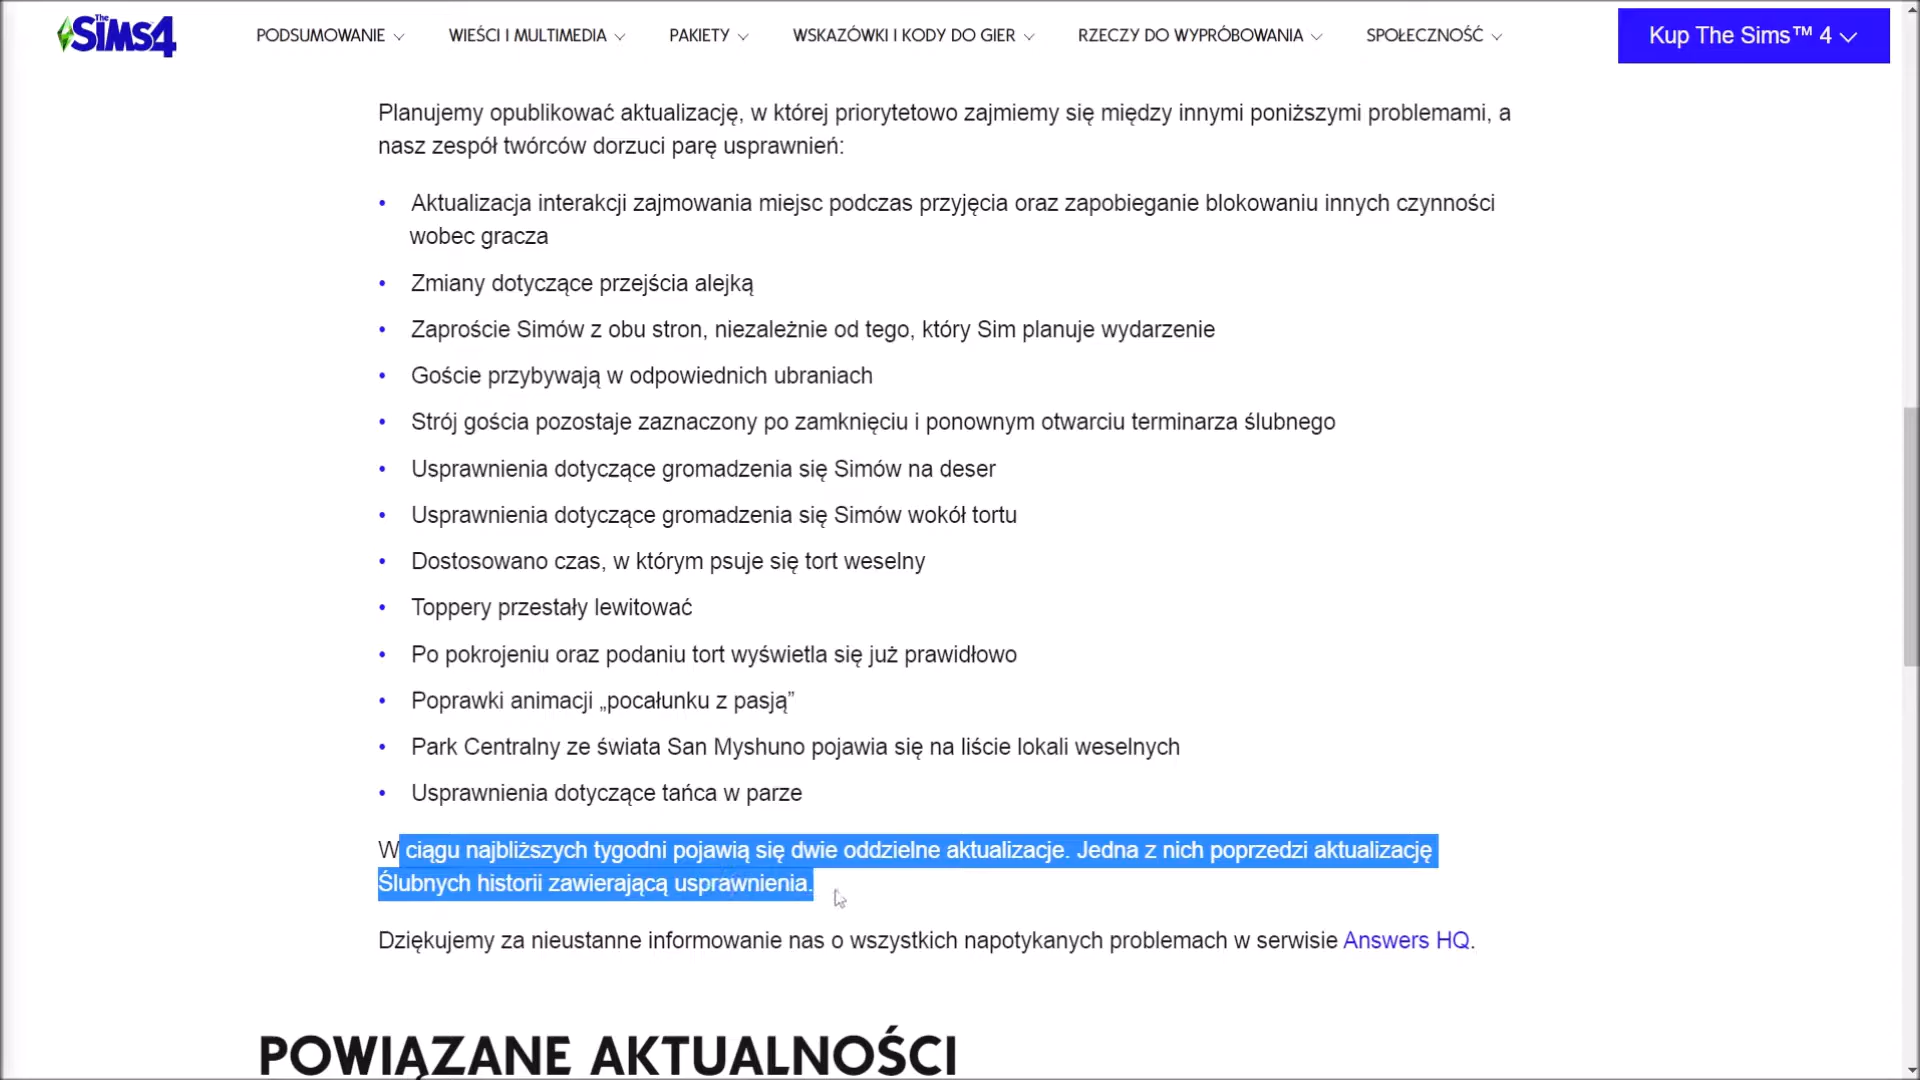 The Sims 4
PODSUMOWANIE
WIEŚCI I MULTIMEDIA
PAKIETY
WSKAZÓWKI I KODY DO GIER
RZECZY DO WYPRÓBOWANIA
SPOŁECZNOŚĆ
Kup The Sims™ 4
Planujemy opublikować aktualizację, w której priorytetowo zajmiemy się między innymi poniższymi problemami, a
nasz zespół twórców dorzuci parę usprawnień:
• Aktualizacja interakcji zajmowania miejsc podczas przyjęcia oraz zapobieganie blokowaniu innych czynności
wobec gracza
• Zmiany dotyczące przejścia alejką
• Zaproście Simów z obu stron, niezależnie od tego, który Sim planuje wydarzenie
• Goście przybywają w odpowiednich ubraniach
• Strój gościa pozostaje zaznaczony po zamknięciu i ponownym otwarciu terminarza ślubnego
• Usprawnienia dotyczące gromadzenia się Simów na deser
• Usprawnienia dotyczące gromadzenia się Simów wokół tortu
• Dostosowano czas, w którym psuje się tort weselny
• Toppery przestały lewitować
• Po pokrojeniu oraz podaniu tort wyświetla się już prawidłowo
• Poprawki animacji „pocałunku z pasją”
• Park Centralny ze świata San Myshuno pojawia się na liście lokali weselnych
• Usprawnienia dotyczące tańca w parze
W ciągu najbliższych tygodni pojawią się dwie oddzielne aktualizacje. Jedna z nich poprzedzi aktualizację
Ślubnych historii zawierającą usprawnienia.
Dziękujemy za nieustanne informowanie nas o wszystkich napotykanych problemach w serwisie Answers HQ.
POWIĄZANE AKTUALNOŚCI